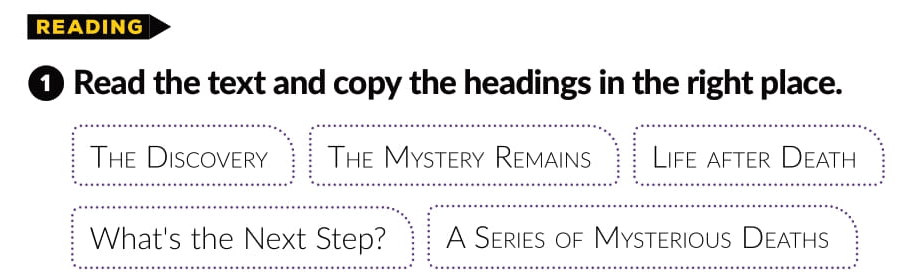 READING
1 Read the text and copy the headings in the right place.
THE DISCOVERY THE MYSTERY REMAINS LIFE AFTER DEATH
What's the Next Step? A SERIES OF MYSTERIOUS DEATHS